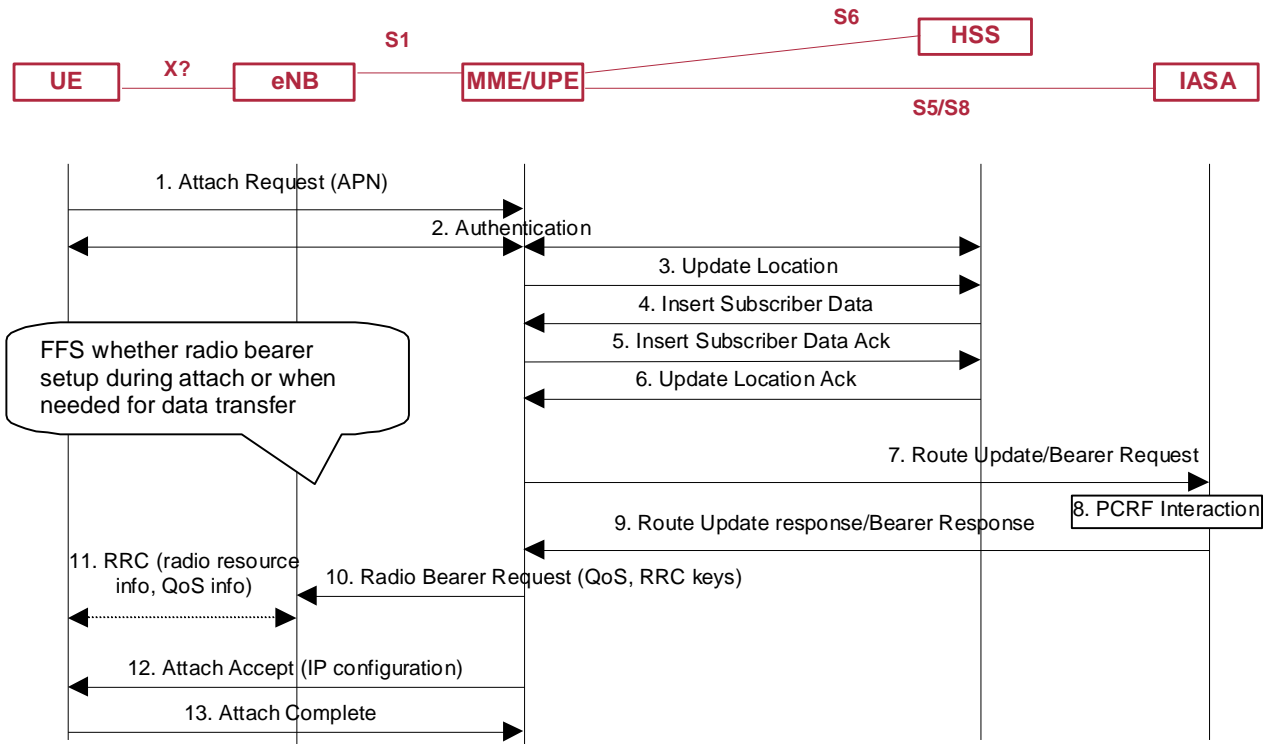 S6
HSS
S1
X?
UE
eNB
MME/UPE
IASA
S5/S8
1. Attach Request (APN)
2. Authentication
3. Update Location
4. Insert Subscriber Data
FFS whether radio bearer
setup during attach or when
needed for data transfer
5. Insert Subscriber Data Ack
6. Update Location Ack
7. Route Update/Bearer Request
8. PCRF Interaction
9. Route Update response/Bearer Response
11. RRC (radio resource
info, QoS info)
10. Radio Bearer Request (QoS, RRC keys)
12. Attach Accept (IP configuration)
13. Attach Complete